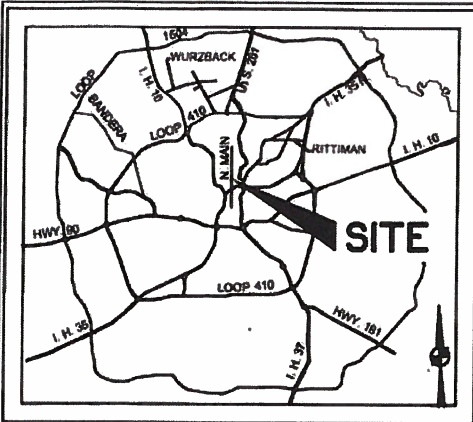 1604
WURZBACK
LOOP
I. H. 10
U.S. 281
I. H. 35
BANDERA
LOOP 410
N. MAIN
RITTIMAN
I. H. 10
SITE
HWY. 90
LOOP 410
I. H. 35
HWY. 181
I. H. 37